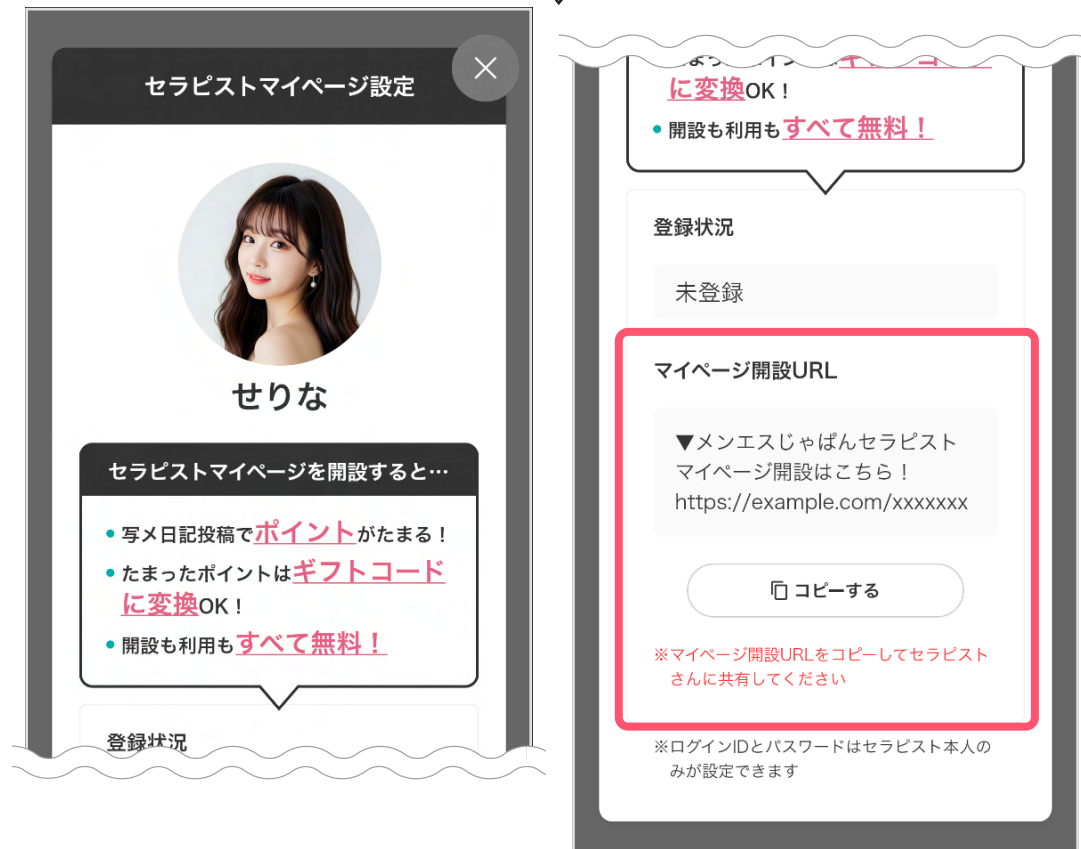 セラピストマイページ設定
せりな
セラピストマイページを開設すると…
写メ日記投稿でポイントがたまる！
たまったポイントはギフトコード
に変換OK！
開設も利用もすべて無料！
登録状況
に変換OK！
開設も利用もすべて無料！
登録状況
未登録
マイページ開設URL
▼メンエスじゃぱんセラピスト
マイページ開設はこちら！
https://example.com/xxxxxxx
コピーする
※マイページ開設URLをコピーしてセラピスト
さんに共有してください
※ログインIDとパスワードはセラピスト本人の
みが設定できます